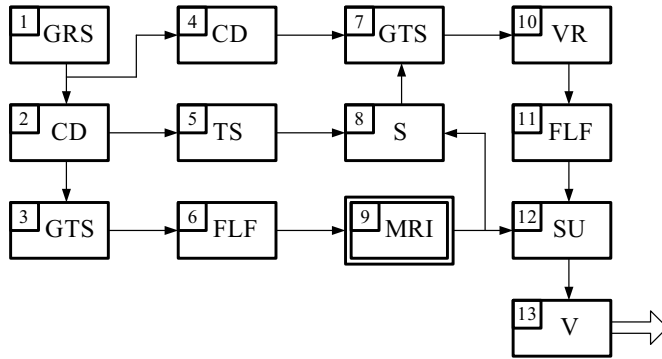 1 GRS
4 CD
7 GTS
10 VR
2 CD
5 TS
8 S
11 FLF
3 GTS
6 FLF
9 MRI
12 SU
13 V